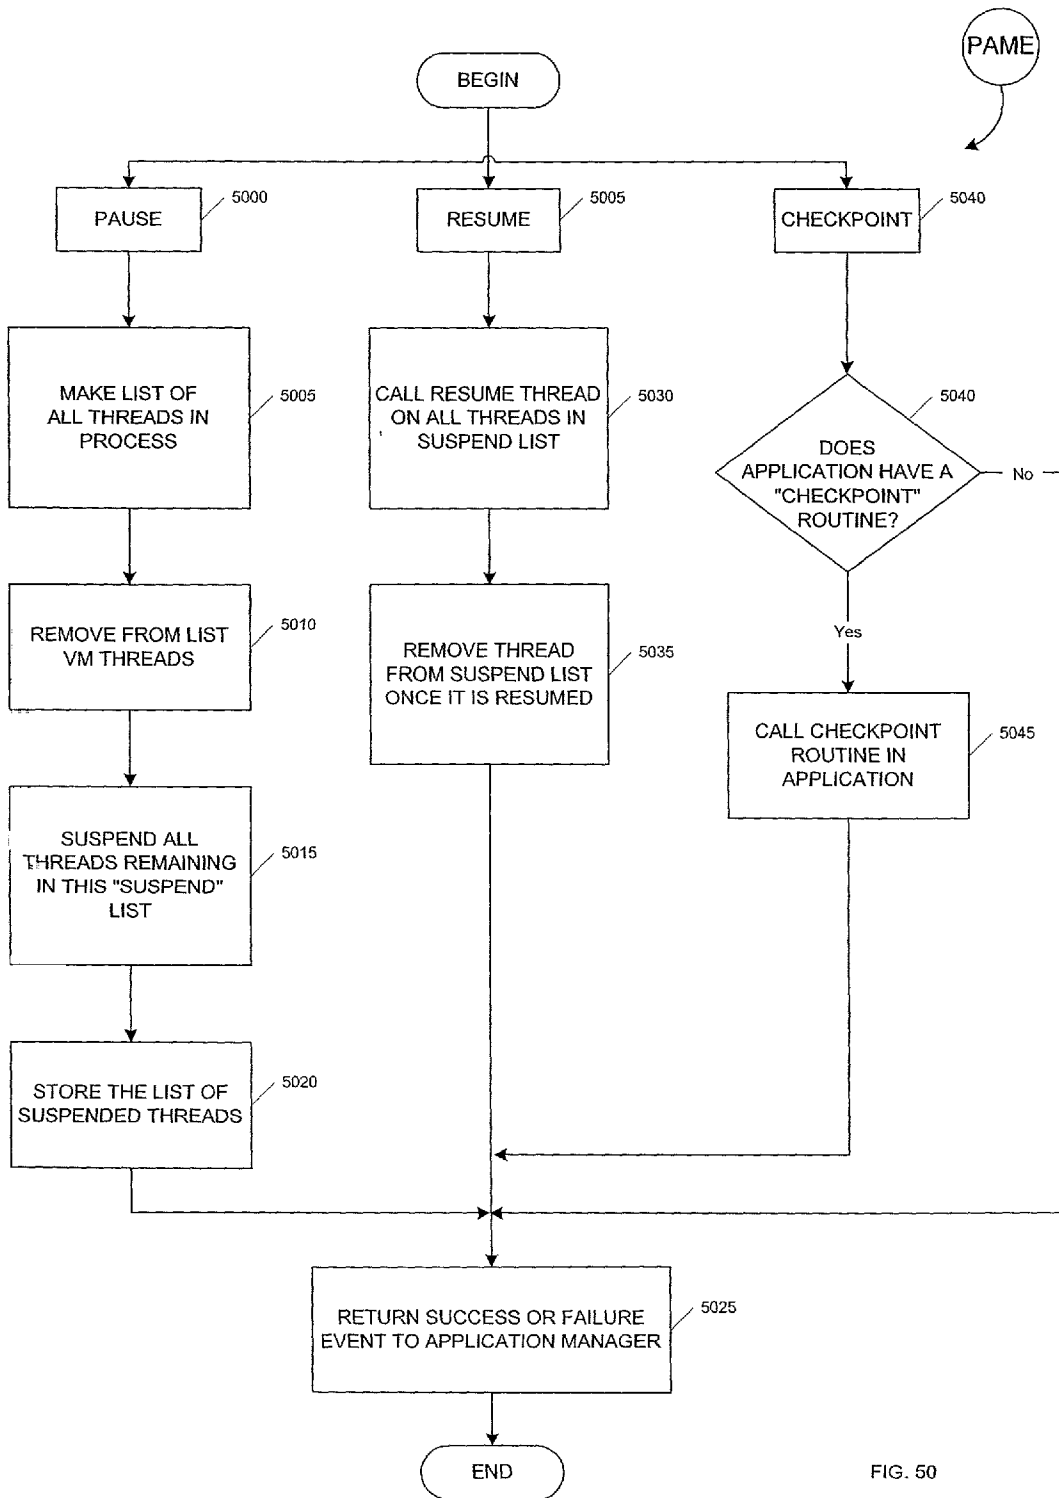 PAME
BEGIN
PAUSE
5000
RESUME
5005
CHECKPOINT
5040
MAKE LIST OF
ALL THREADS IN
PROCESS
5005
CALL RESUME THREAD
ON ALL THREADS IN
SUSPEND LIST
5030
DOES
APPLICATION HAVE A
"CHECKPOINT"
ROUTINE?
5040
No
Yes
REMOVE FROM LIST
VM THREADS
5010
REMOVE THREAD
FROM SUSPEND LIST
ONCE IT IS RESUMED
5035
CALL CHECKPOINT
ROUTINE IN
APPLICATION
5045
SUSPEND ALL
THREADS REMAINING
IN THIS "SUSPEND"
LIST
5015
STORE THE LIST OF
SUSPENDED THREADS
5020
RETURN SUCCESS OR FAILURE
EVENT TO APPLICATION MANAGER
5025
END
FIG. 50